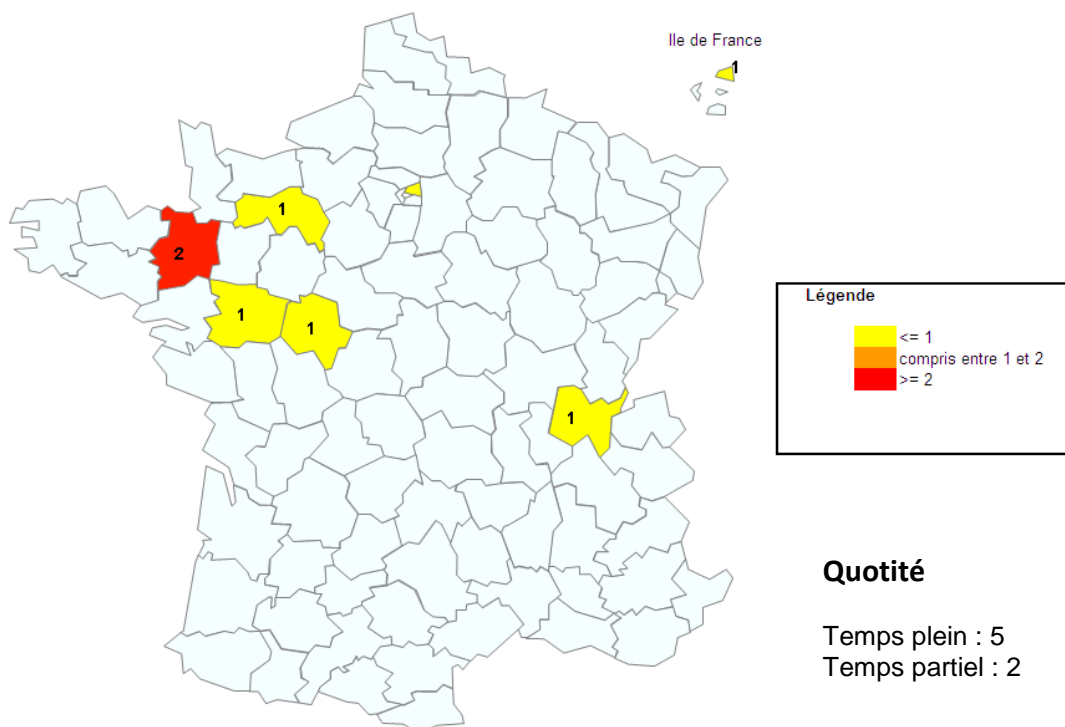 Ile de France
1
1
2
1
1
1
Légende
<= 1
compris entre 1 et 2
>= 2
Quotité
Temps plein : 5
Temps partiel : 2